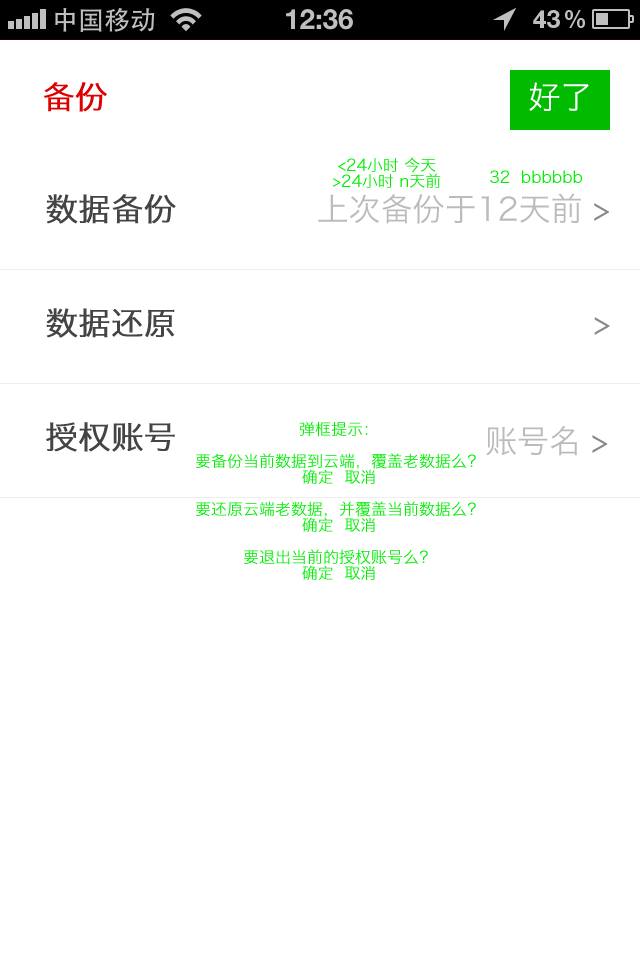 中国移动 12:36 43%
备份 好了
<24小时 今天
>24小时 n天前 32 bbbbbb
数据备份 上次备份于12天前 >
数据还原 >
授权账号 账号名 >
弹框提示：
要备份当前数据到云端，覆盖老数据么？
确定 取消
要还原云端老数据，并覆盖当前数据么？
确定 取消
要退出当前的授权账号么？
确定 取消